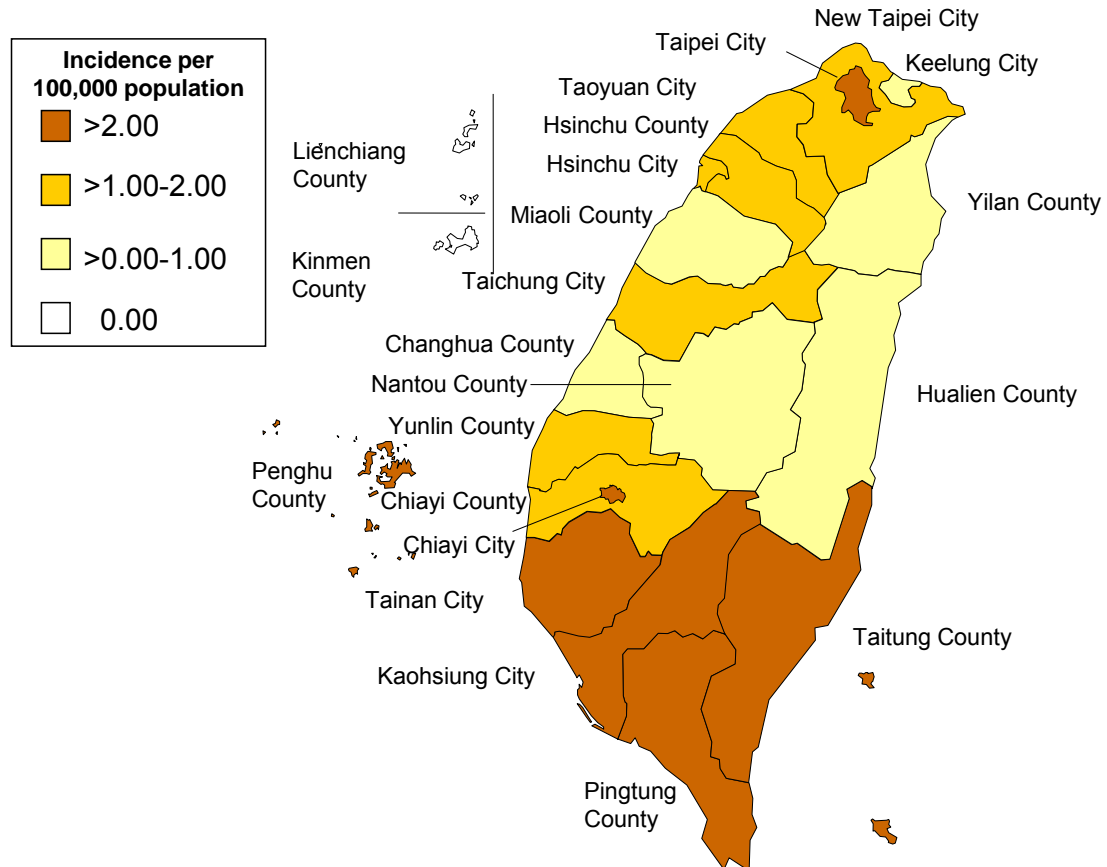 Incidence per
100,000 population
>2.00
>1.00-2.00
>0.00-1.00
0.00
New Taipei City
Taipei City
Keelung City
Taoyuan City
Hsinchu County
Lienchiang
County
Hsinchu City
Yilan County
Miaoli County
Kinmen
County
Taichung City
Changhua County
Nantou County
Hualien County
Yunlin County
Penghu
County
Chiayi County
Chiayi City
Tainan City
Taitung County
Kaohsiung City
Pingtung
County